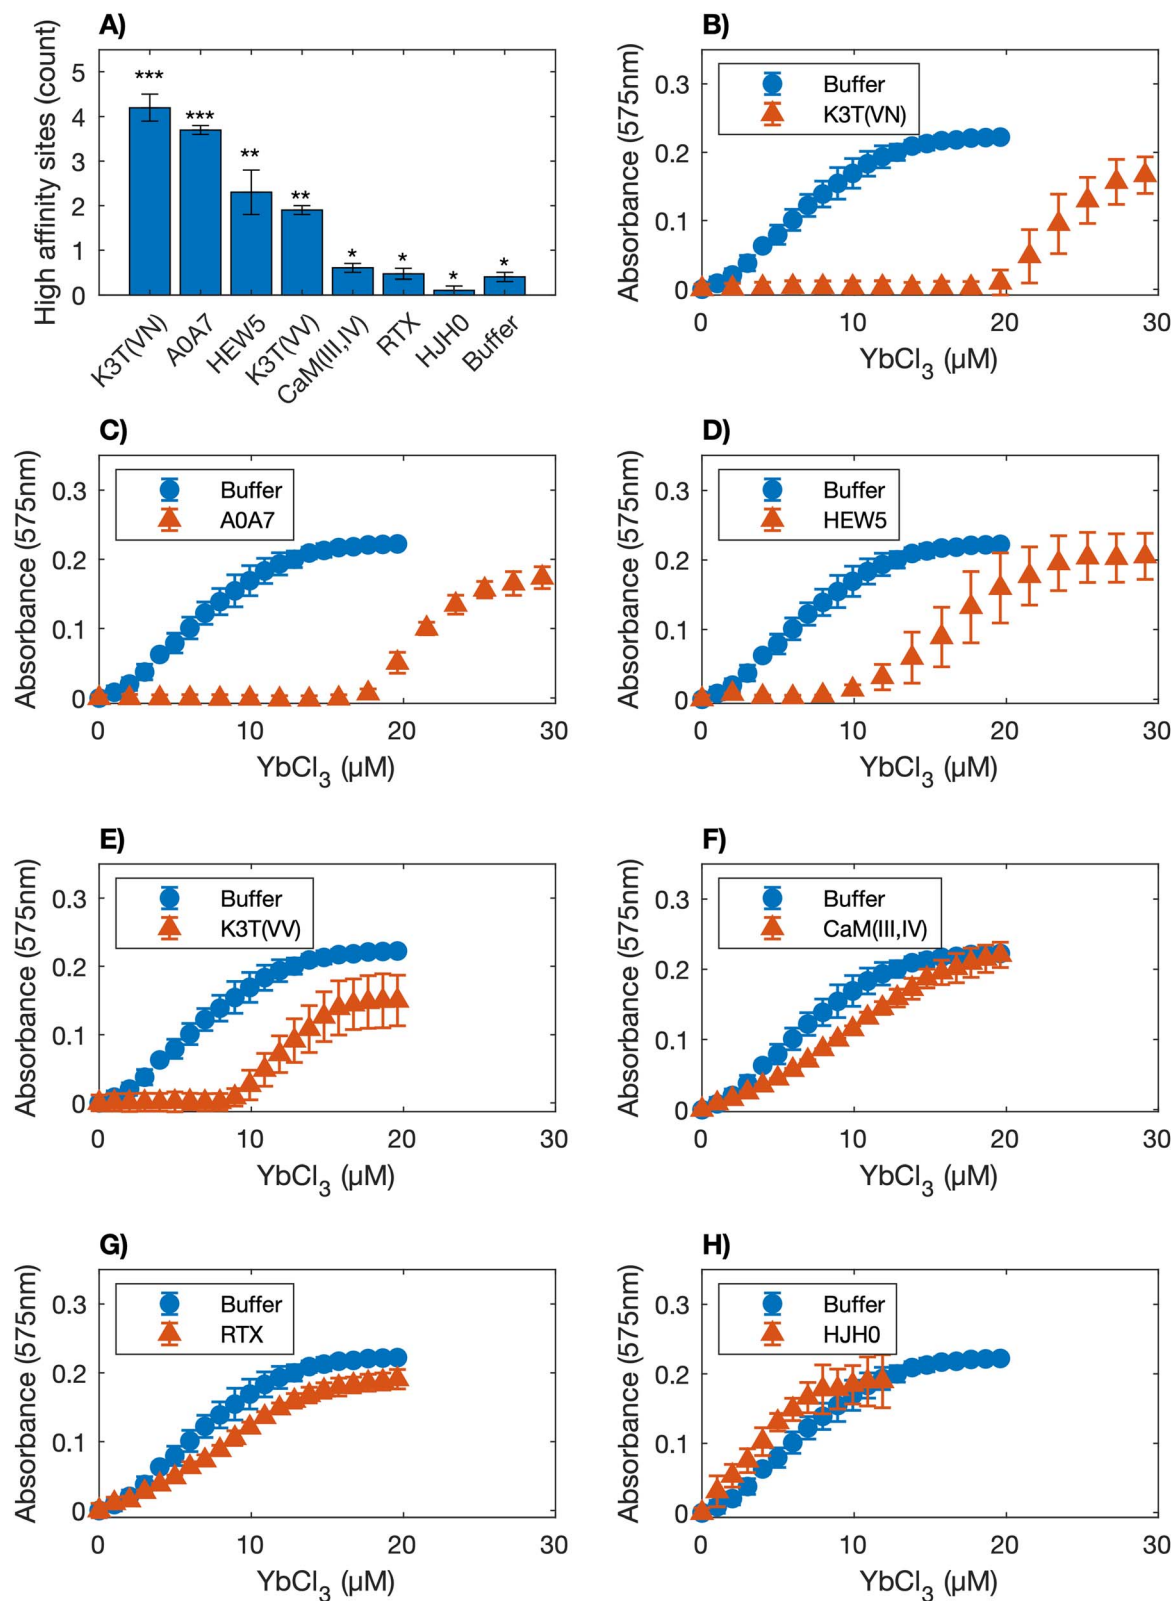 A)
High affinity sites (count)
5
4
3
2
1
0
***
***
**
**
*
*
*
*
K3T(VN)
A0A7
HEW5
K3T(VV)
CaM(III,IV)
RTX
HJH0
Buffer
B)
Absorbance (575nm)
0.3
0.2
0.1
0
Buffer
K3T(VN)
0 10 20 30
YbCl3 (µM)
C)
Absorbance (575nm)
0.3
0.2
0.1
0
Buffer
A0A7
0 10 20 30
YbCl3 (µM)
D)
Absorbance (575nm)
0.3
0.2
0.1
0
Buffer
HEW5
0 10 20 30
YbCl3 (µM)
E)
Absorbance (575nm)
0.3
0.2
0.1
0
Buffer
K3T(VV)
0 10 20 30
YbCl3 (µM)
F)
Absorbance (575nm)
0.3
0.2
0.1
0
Buffer
CaM(III,IV)
0 10 20 30
YbCl3 (µM)
G)
Absorbance (575nm)
0.3
0.2
0.1
0
Buffer
RTX
0 10 20 30
YbCl3 (µM)
H)
Absorbance (575nm)
0.3
0.2
0.1
0
Buffer
HJH0
0 10 20 30
YbCl3 (µM)